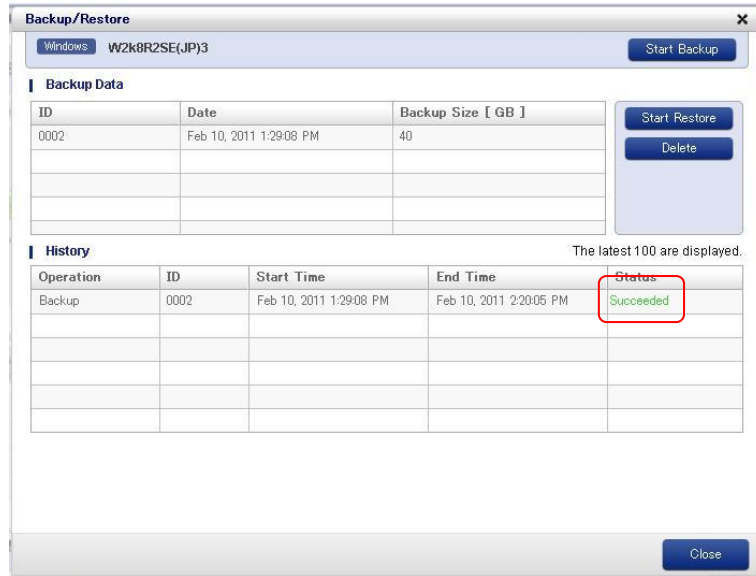 Backup/Restore
Windows W2k8R2SE(JP)3 Start Backup
Backup Data
ID Date Backup Size [ GB ] Start Restore
0002 Feb 10, 2011 1:29:08 PM 40
Delete
History The latest 100 are displayed.
Operation ID Start Time End Time Status
Backup 0002 Feb 10, 2011 1:29:08 PM Feb 10, 2011 2:20:05 PM Succeeded
Close